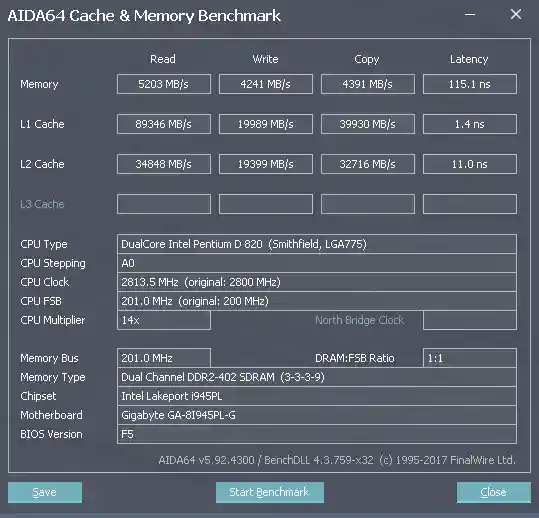 AIDA64 Cache & Memory Benchmark
Read Write Copy Latency
Memory 5203 MB/s 4241 MB/s 4391 MB/s 115.1 ns
L1 Cache 89346 MB/s 19989 MB/s 39930 MB/s 1.4 ns
L2 Cache 34848 MB/s 19399 MB/s 32716 MB/s 11.0 ns
L3 Cache
CPU Type DualCore Intel Pentium D 820 (Smithfield, LGA775)
CPU Stepping A0
CPU Clock 2813.5 MHz (original: 2800 MHz)
CPU FSB 201.0 MHz (original: 200 MHz)
CPU Multiplier 14x North Bridge Clock
Memory Bus 201.0 MHz DRAM:FSB Ratio 1:1
Memory Type Dual Channel DDR2-402 SDRAM (3-3-3-9)
Chipset Intel Lakeport i945PL
Motherboard Gigabyte GA-8I945PL-G
BIOS Version F5
AIDA64 v5.92.4300 / BenchDLL 4.3.759-x32 (c) 1995-2017 FinalWire Ltd.
Save Start Benchmark Close